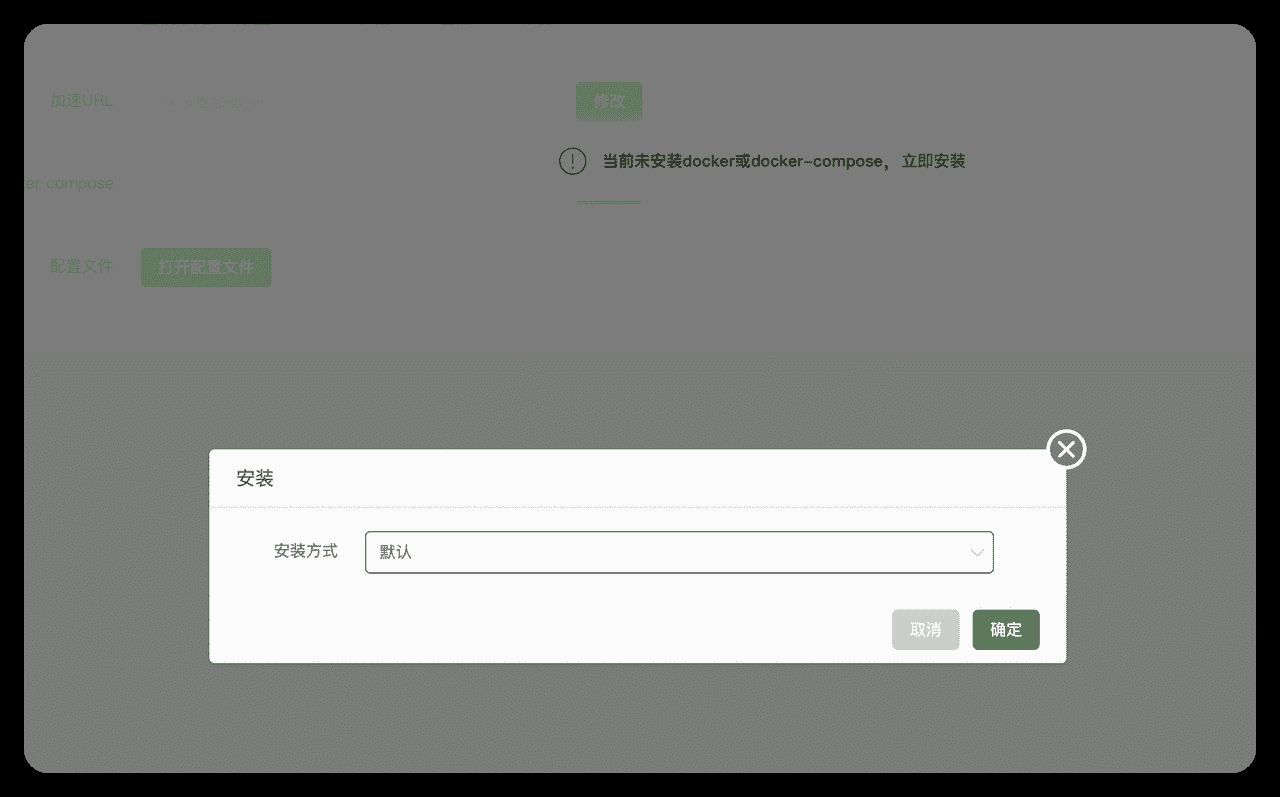 加速URL
修改
当前未安装docker或docker-compose，立即安装
er compose
配置文件 打开配置文件
安装
安装方式 默认
取消 确定